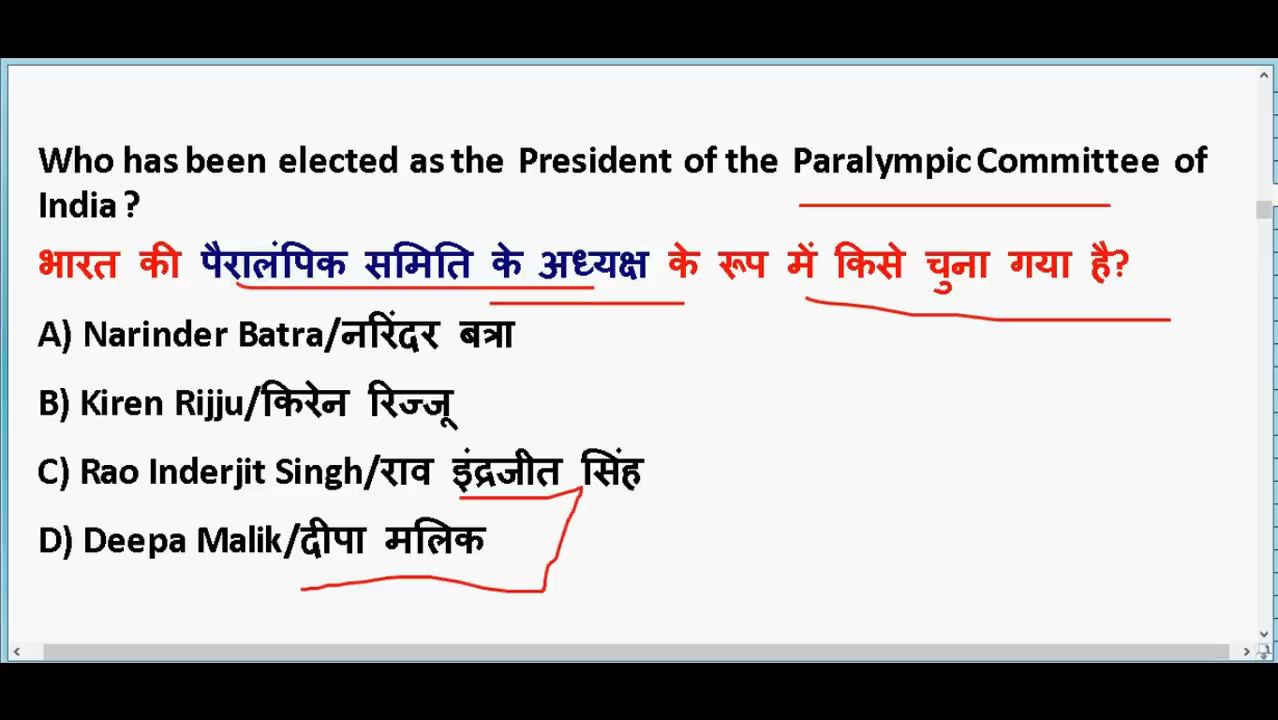 Who has been elected as the President of the Paralympic Committee of
India ?
भारत की पैरालंपिक समिति के अध्यक्ष के रूप में किसे चुना गया है?
A) Narinder Batra/नरिंदर बत्रा
B) Kiren Rijju/किरेन रिज्जू
C) Rao Inderjit Singh/राव इंद्रजीत सिंह
D) Deepa Malik/दीपा मलिक